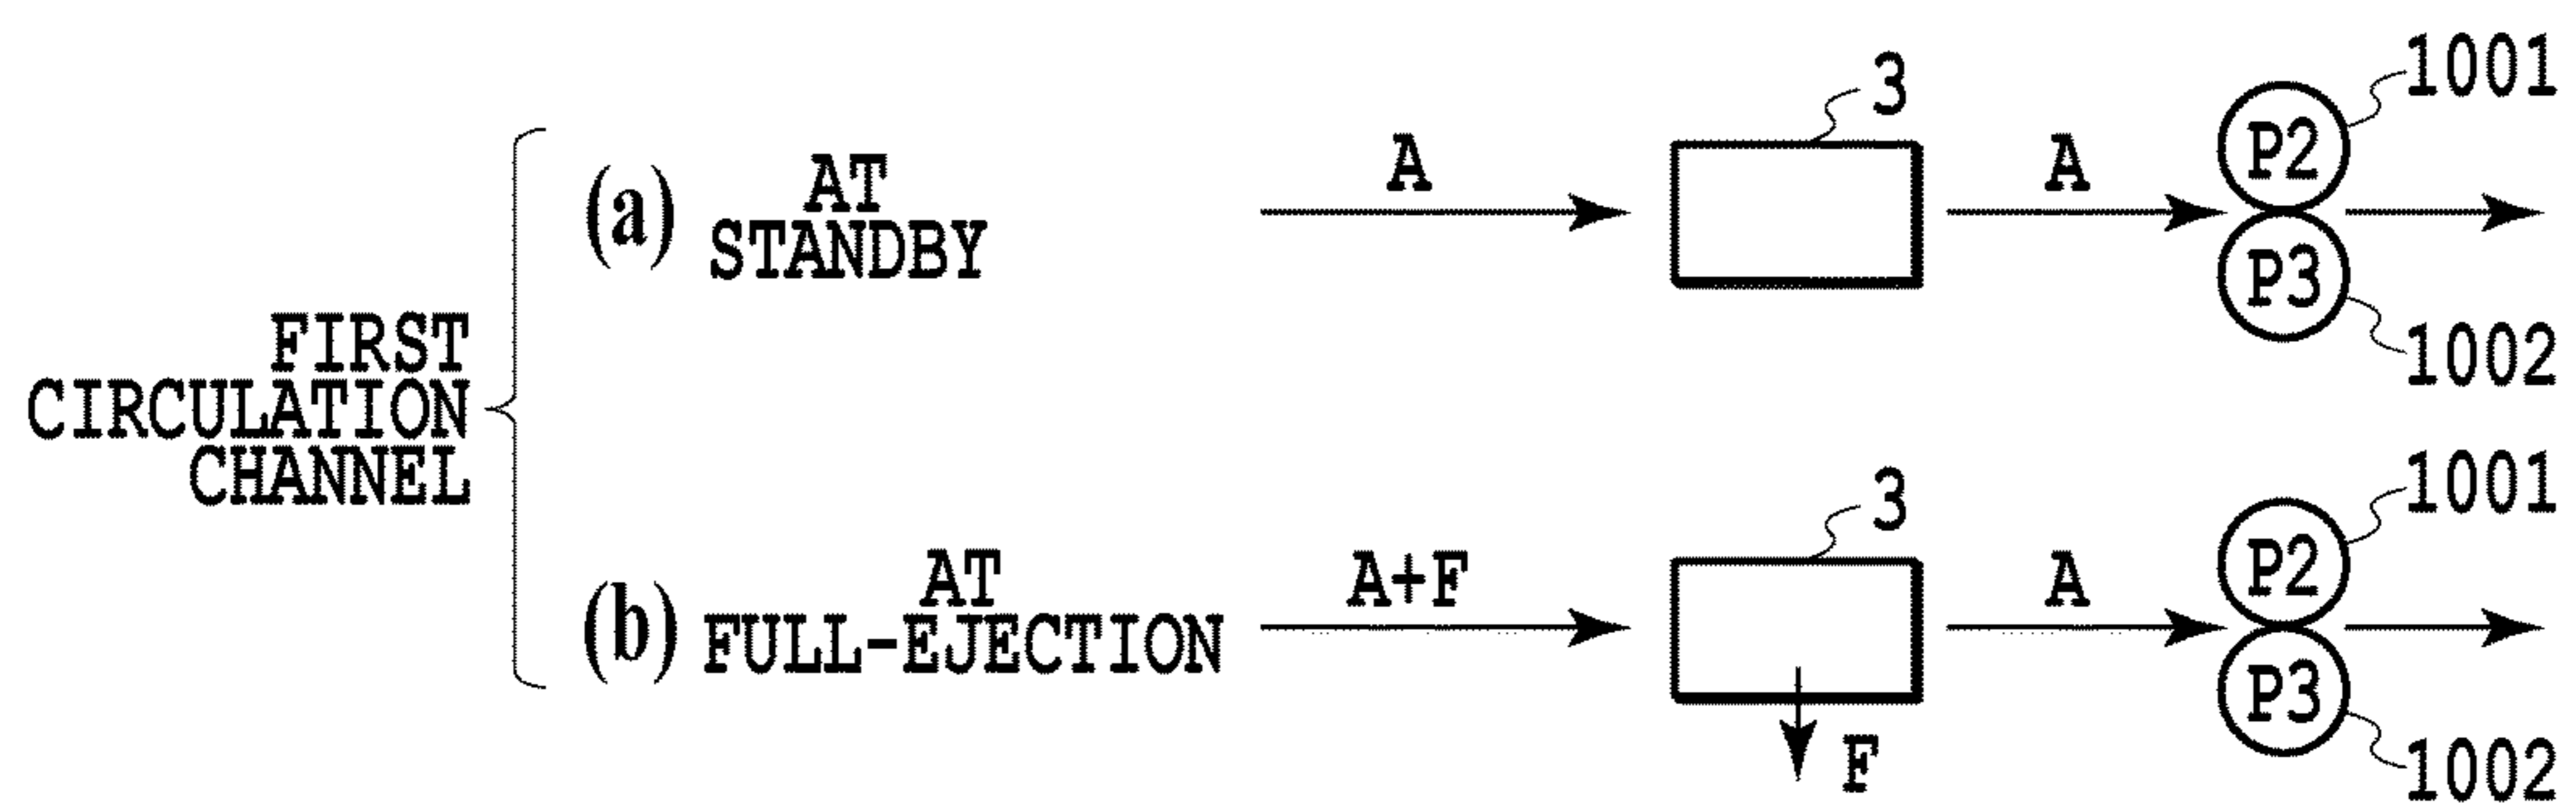 FIRST
CIRCULATION
CHANNEL
(a) AT
STANDBY
A
3
A
P2
P3
1001
1002
(b) AT
FULL-EJECTION
A+F
3
F
A
P2
P3
1001
1002